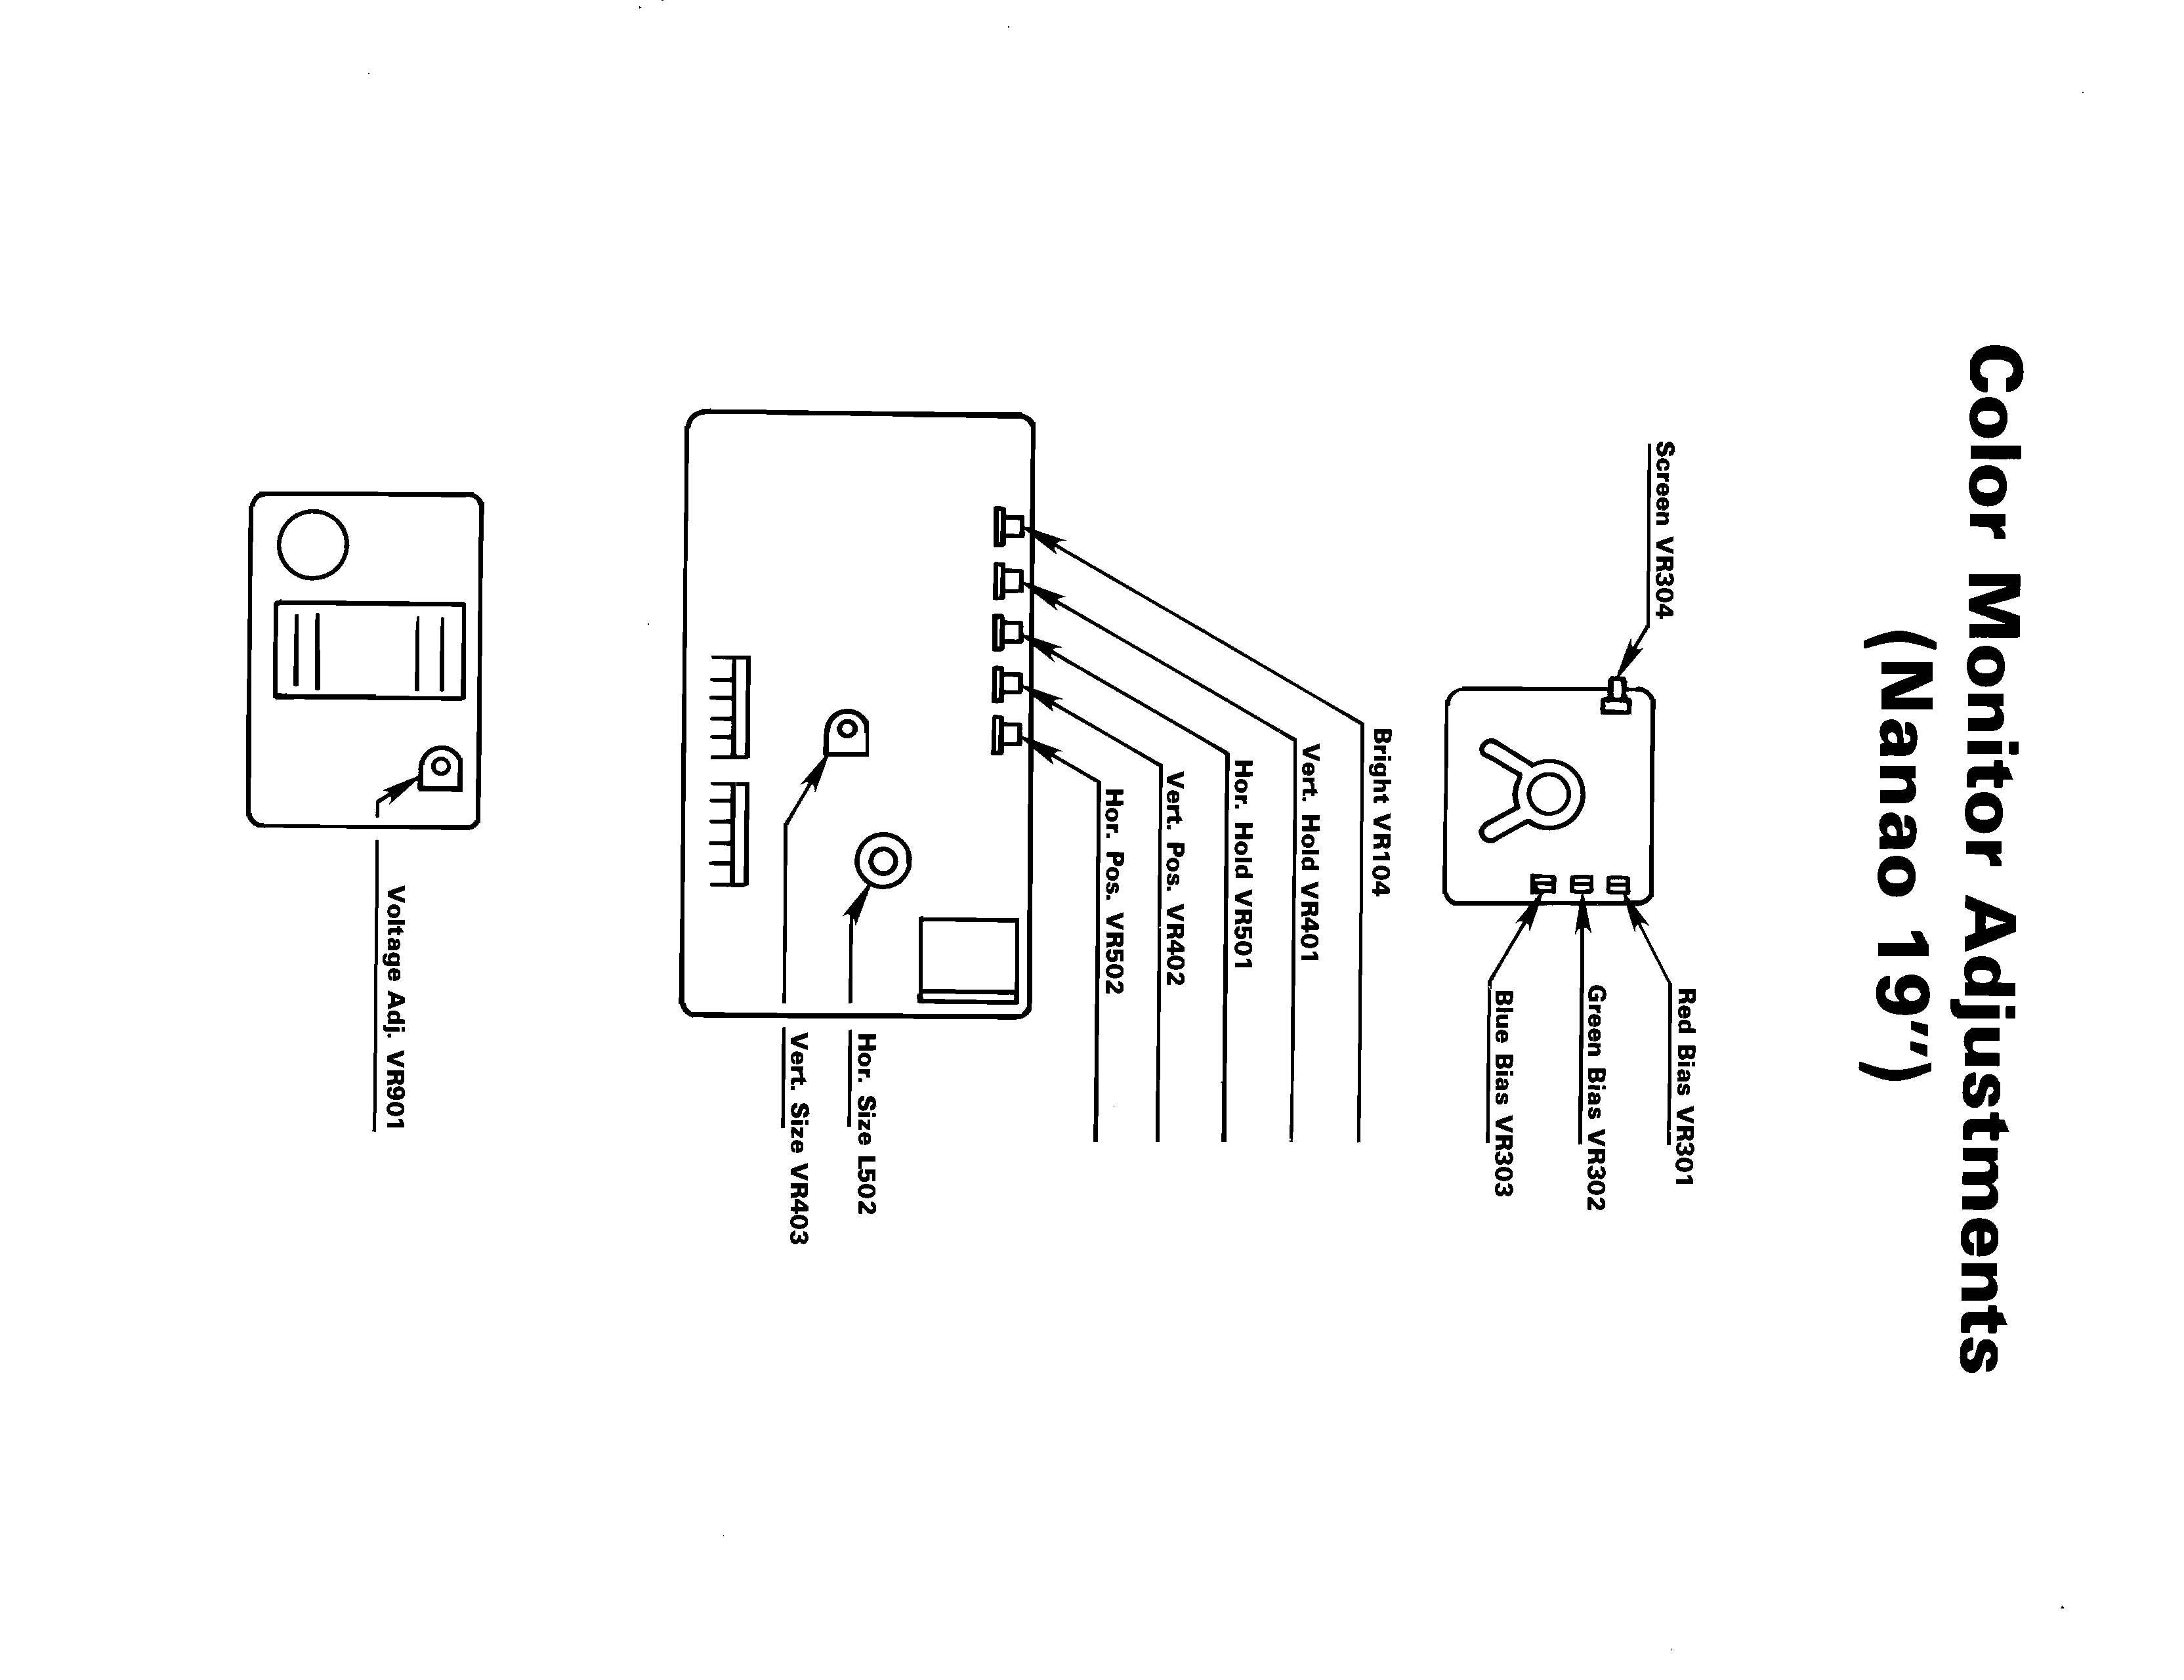 Color Monitor Adjustments
(Nanao 19″)
Screen VR304
Red Bias VR301
Green Bias VR302
Blue Bias VR303
Bright VR104
Vert. Hold VR401
Hor. Hold VR501
Vert. Pos. VR402
Hor. Pos. VR502
Hor. Size L502
Vert. Size VR403
Voltage Adj. VR901